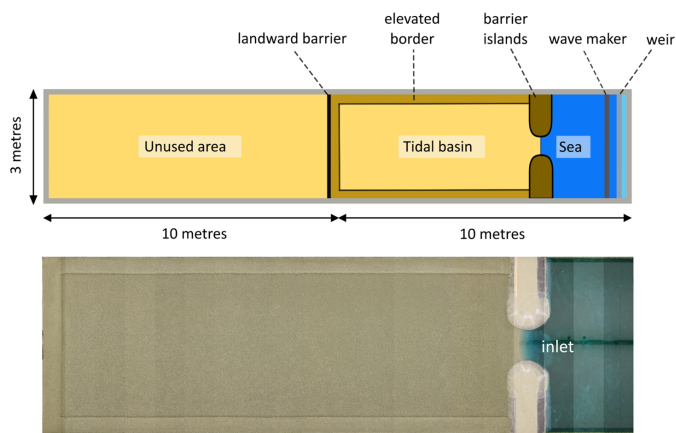 elevated
border
barrier
islands
landward barrier
wave maker
weir
3 metres
Unused area
Tidal basin
Sea
10 metres
10 metres
inlet